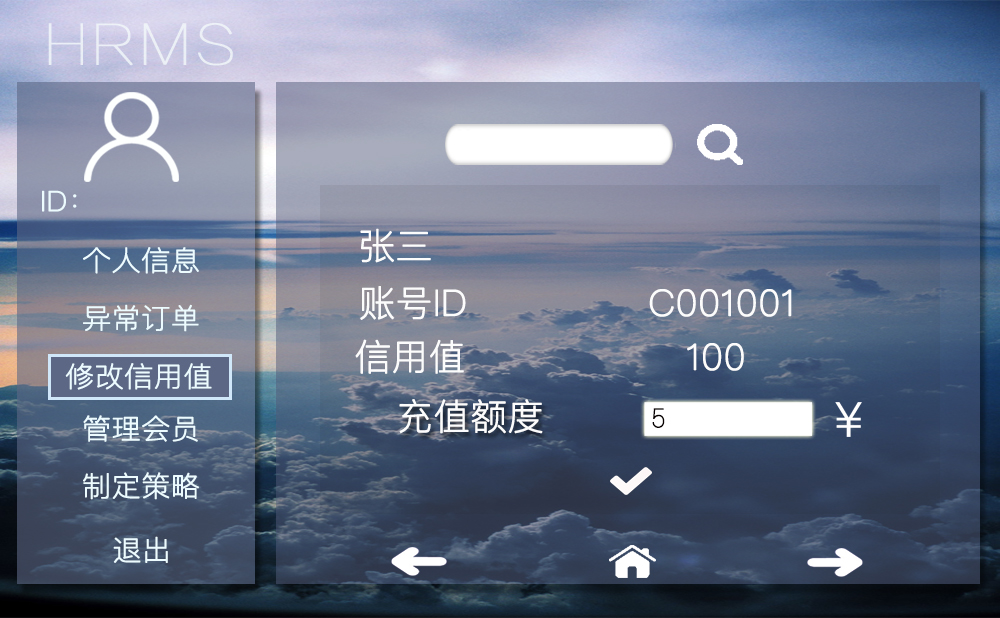 HRMS
ID:
个人信息
异常订单
修改信用值
管理会员
制定策略
退出
张三
账号ID C001001
信用值 100
充值额度 5 ¥